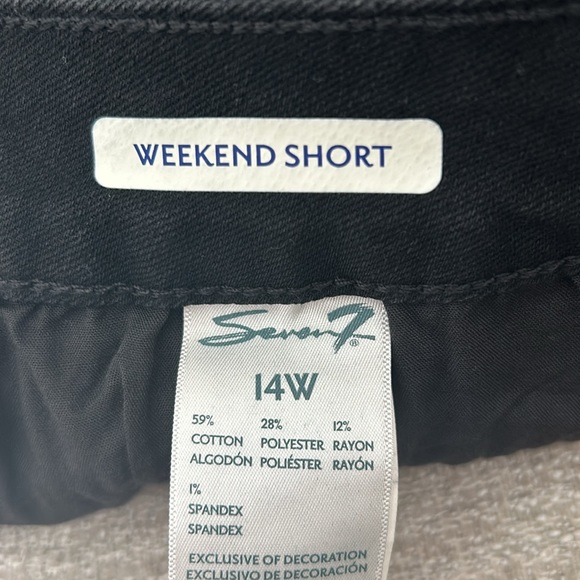 WEEKEND SHORT
Seven7®
14W
59% 28% 12%
COTTON POLYESTER RAYON
ALGODÓN POLIÉSTER RAYÓN
1%
SPANDEX
SPANDEX
EXCLUSIVE OF DECORATION
EXCLUSIVO DE DECORACIÓN